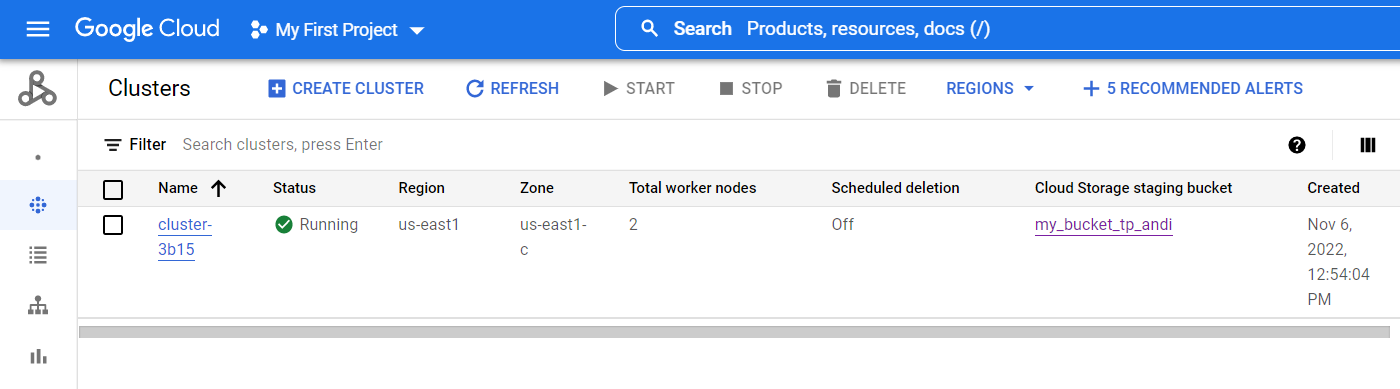 Google Cloud My First Project Search Products, resources, docs (/)
Clusters CREATE CLUSTER REFRESH START STOP DELETE REGIONS 5 RECOMMENDED ALERTS
Filter Search clusters, press Enter
Name Status Region Zone Total worker nodes Scheduled deletion Cloud Storage staging bucket Created
cluster- Running us-east1 us-east1- 2 Off my_bucket_tp_andi Nov 6,
3b15 c 2022,
12:54:04
PM